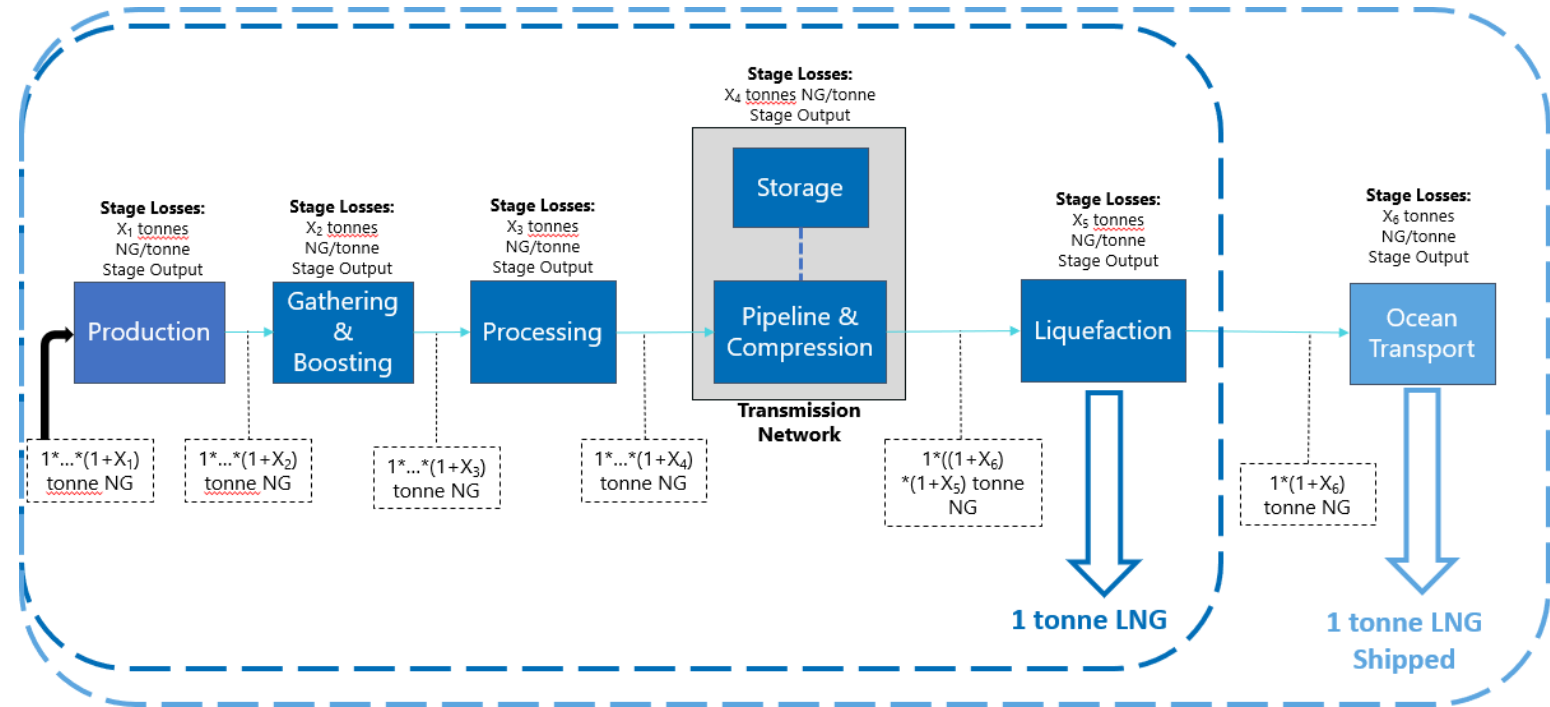 Stage Losses:
X₄ tonnes NG/tonne
Stage Output
Storage
Stage Losses:
X₁ tonnes
NG/tonne
Stage Output
Stage Losses:
X₂ tonnes
NG/tonne
Stage Output
Stage Losses:
X₃ tonnes
NG/tonne
Stage Output
Stage Losses:
X₅ tonnes
NG/tonne
Stage Output
Stage Losses:
X₆ tonnes
NG/tonne
Stage Output
Production
Gathering
&
Boosting
Processing
Pipeline &
Compression
Liquefaction
Ocean
Transport
Transmission
Network
1*...*(1+X₁)
tonne NG
1*...*(1+X₂)
tonne NG
1*...*(1+X₃)
tonne NG
1*...*(1+X₄)
tonne NG
1*((1+X₆)
*(1+X₅) tonne
NG
1*(1+X₆)
tonne NG
1 tonne LNG
1 tonne LNG
Shipped